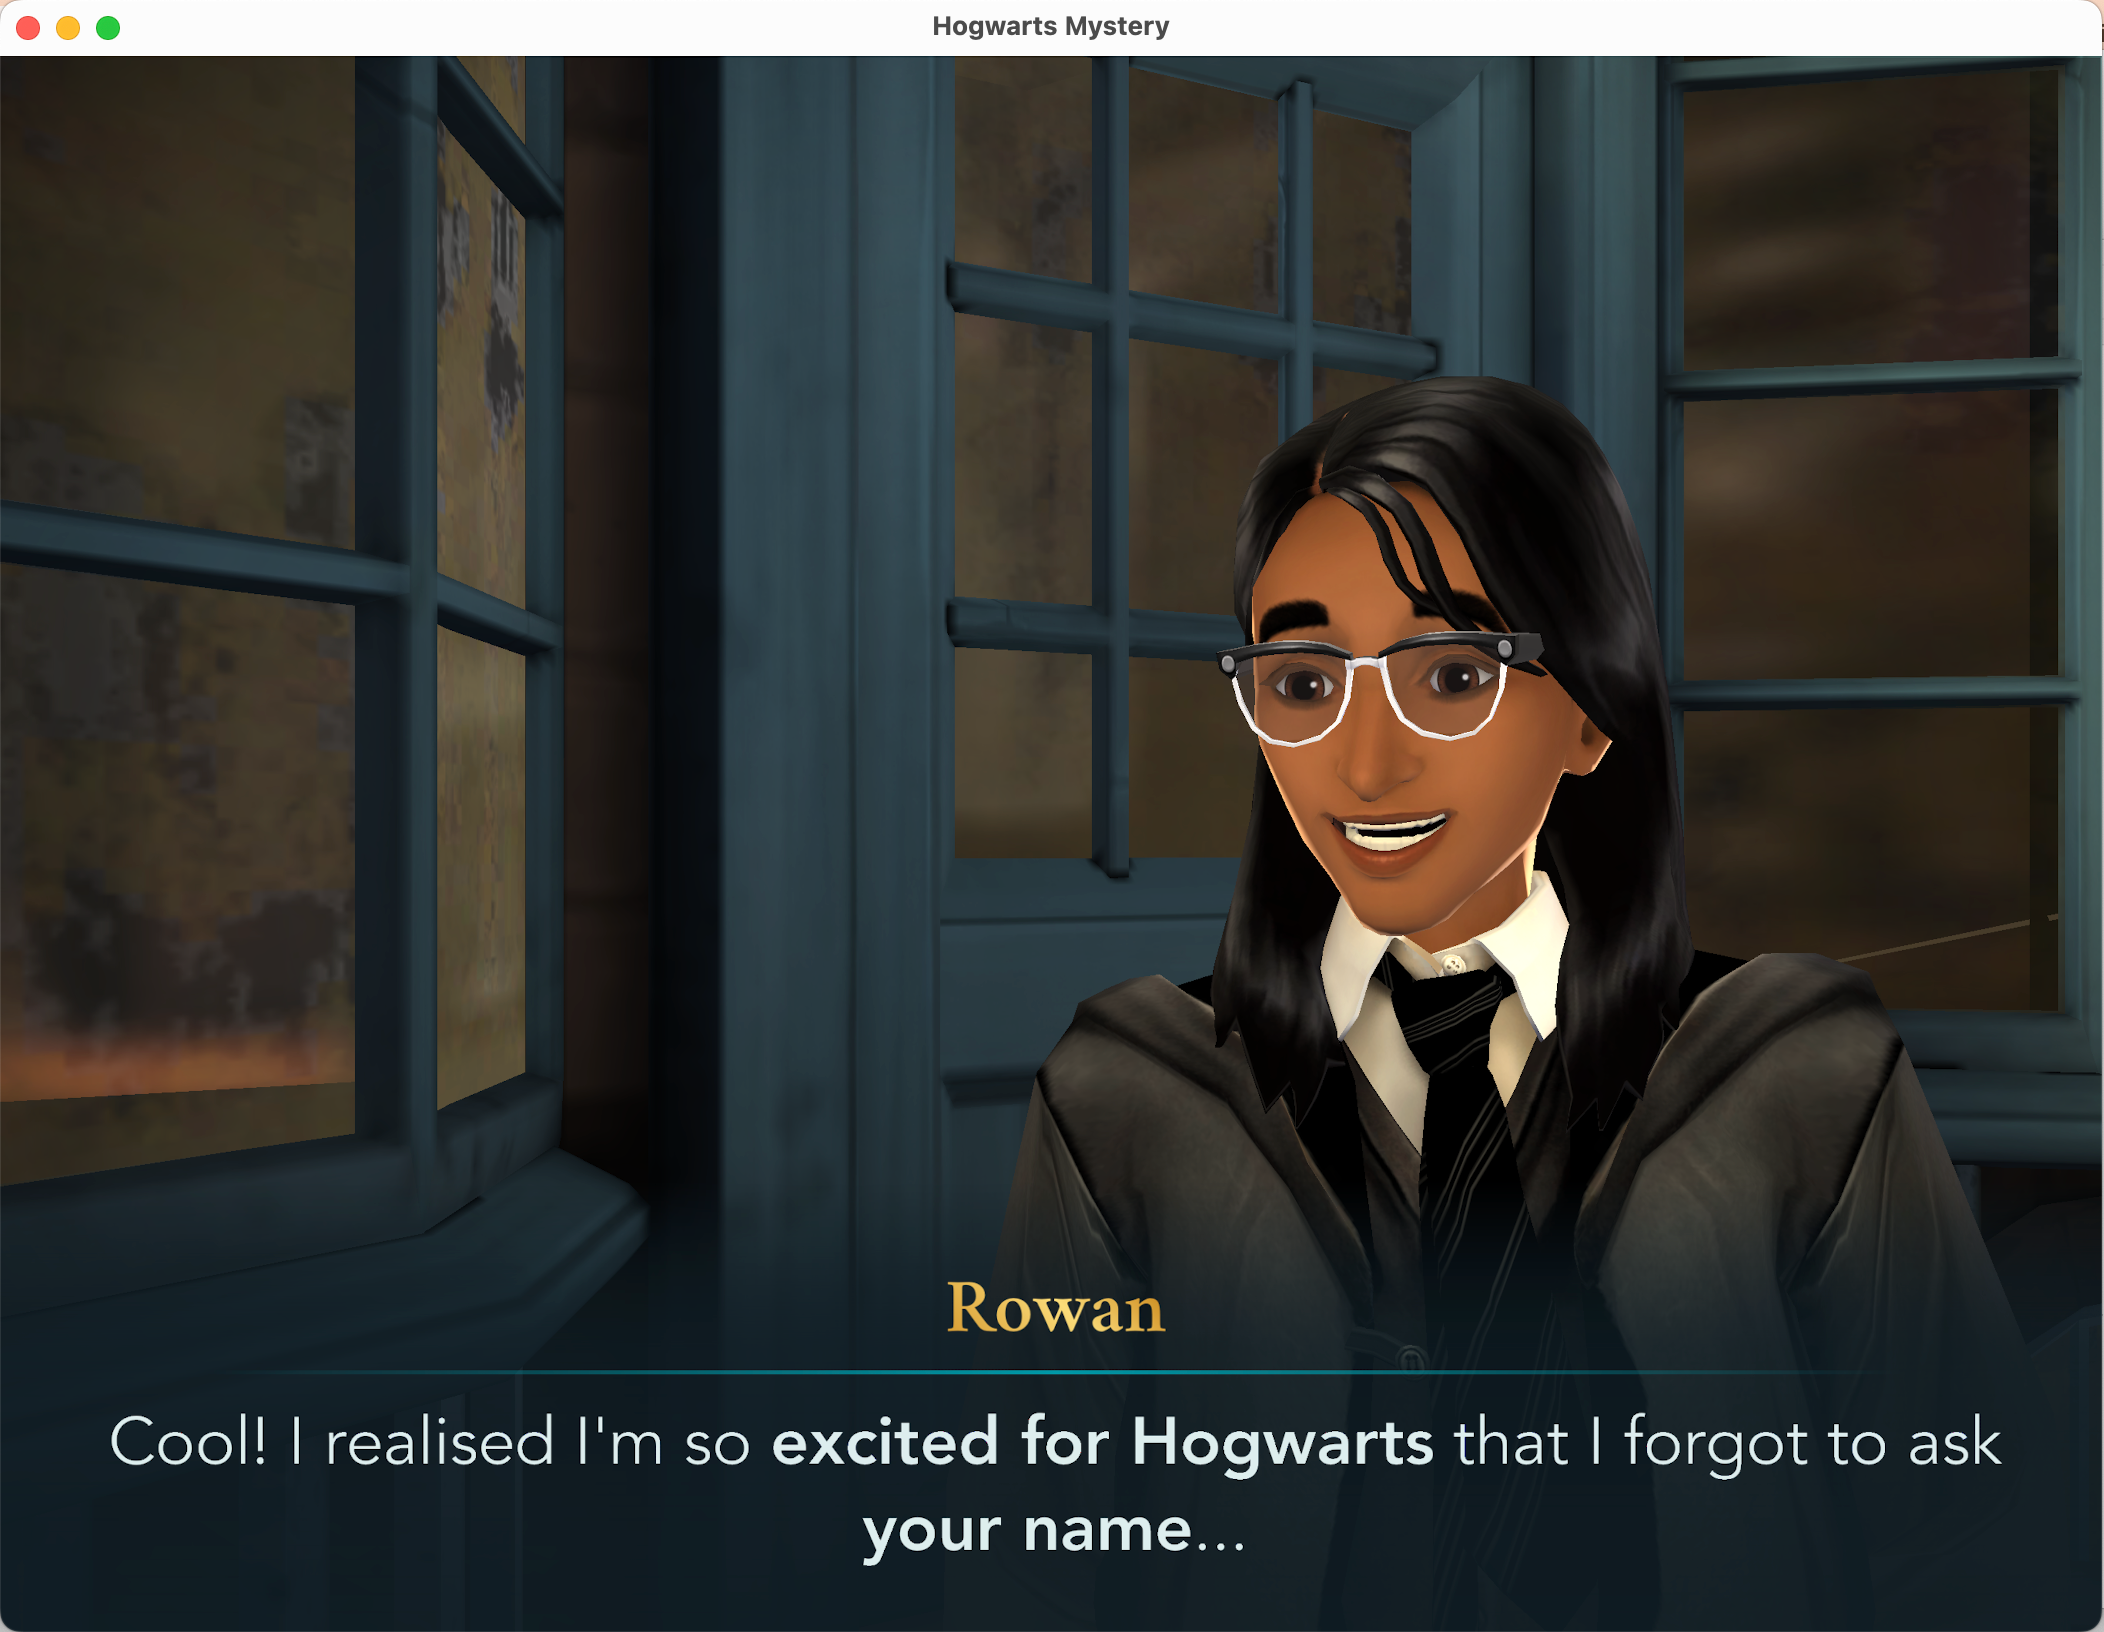 Hogwarts Mystery
Rowan
Cool! I realised I'm so excited for Hogwarts that I forgot to ask
your name...